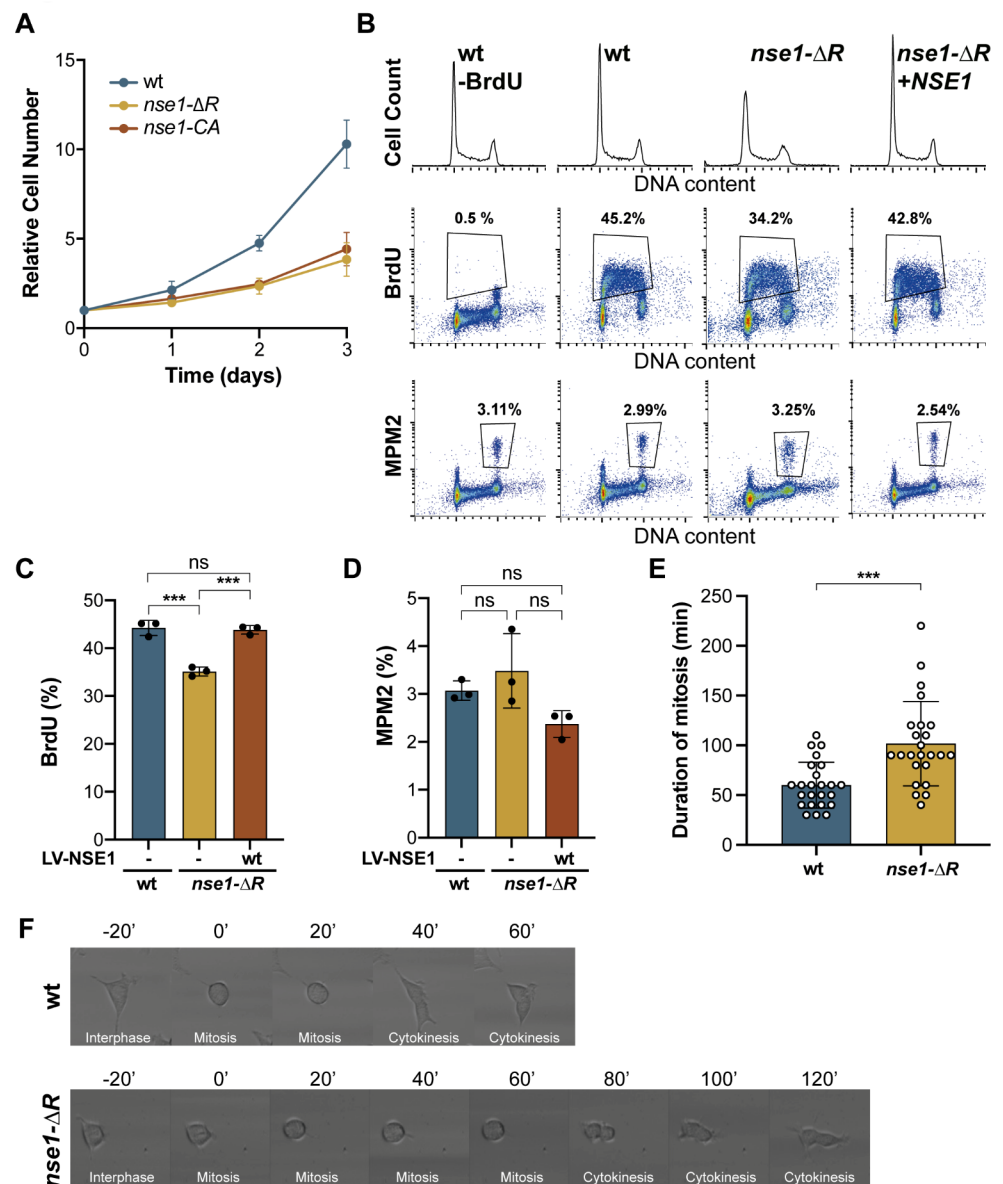 A
15
10
5
0
Relative Cell Number
wt
nse1-ΔR
nse1-CA
0 1 2 3
Time (days)
B
Cell Count
wt
-BrdU
wt
nse1-ΔR
nse1-ΔR
+NSE1
DNA content
BrdU
0.5 %
45.2%
34.2%
42.8%
DNA content
MPM2
3.11%
2.99%
3.25%
2.54%
DNA content
C
ns
*** ***
50
40
30
20
10
0
BrdU (%)
LV-NSE1 - - wt
wt nse1-ΔR
D
ns
ns ns
5
4
3
2
1
0
MPM2 (%)
LV-NSE1 - - wt
wt nse1-ΔR
E
***
250
200
150
100
50
0
Duration of mitosis (min)
wt nse1-ΔR
F
-20’ 0’ 20’ 40’ 60’
wt
Interphase Mitosis Mitosis Cytokinesis Cytokinesis
-20’ 0’ 20’ 40’ 60’ 80’ 100’ 120’
nse1-ΔR
Interphase Mitosis Mitosis Mitosis Mitosis Cytokinesis Cytokinesis Cytokinesis